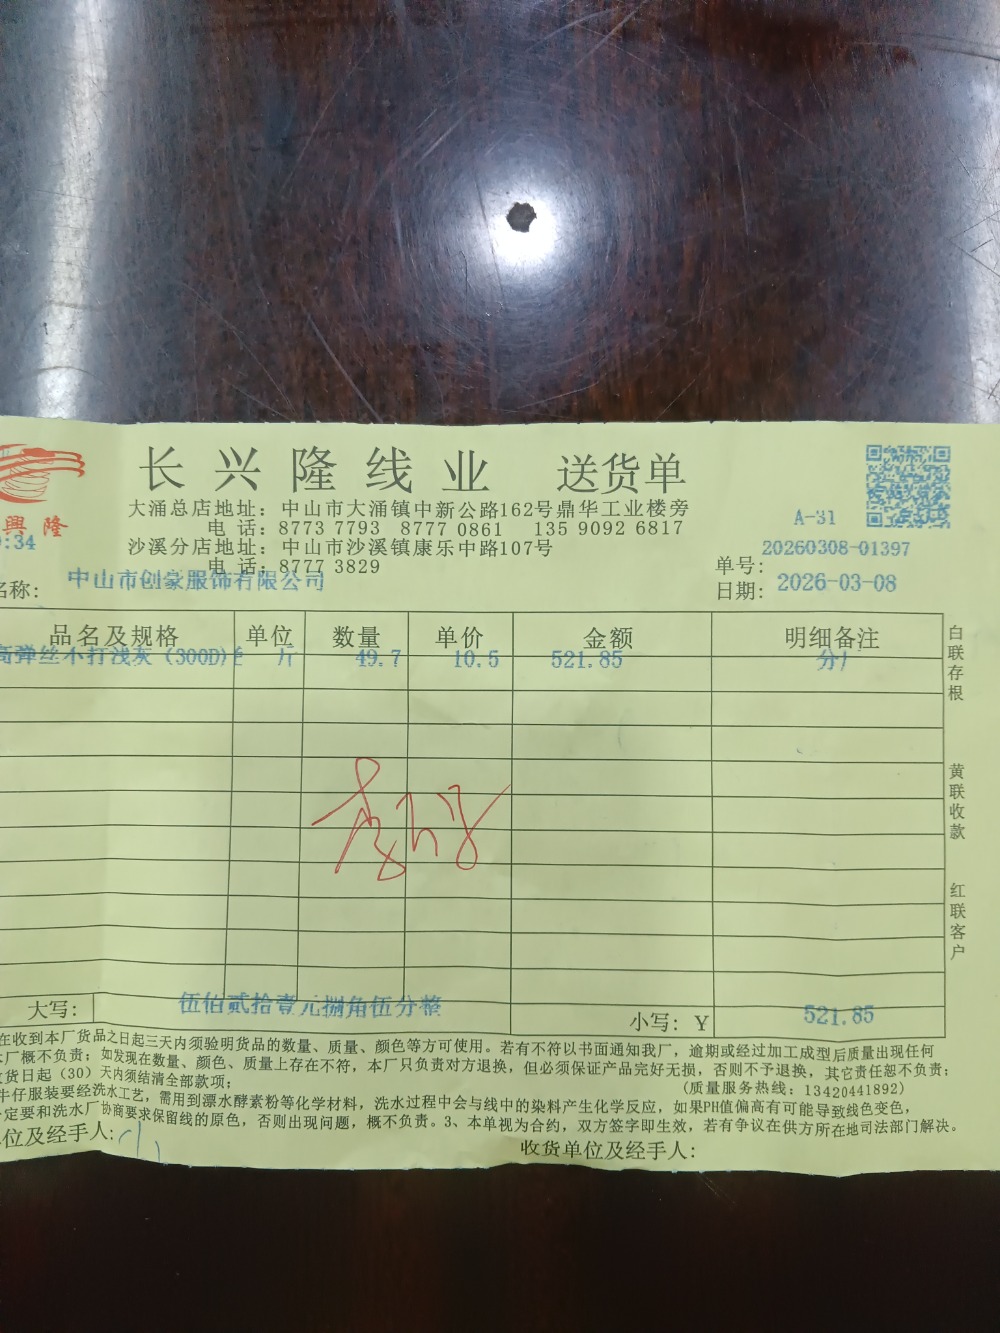 長兴隆线业 送货单
興隆
大涌总店地址：中山市大涌镇中新公路162号鼎华工业楼旁
电 话：8773 7793 8777 0861 135 9092 6817
A-31
:34
沙溪分店地址：中山市沙溪镇康乐中路107号
电 话：8777 3829
单号：20260308-01397
名称：中山市创豪服饰有限公司
日期：2026-03-08
品名及规格 单位 数量 单价 金额 明细备注
高弹丝不打浅灰（300D) 斤 49.7 10.5 521.85
白联存根
黄联收款
红联客户
大写：伍佰贰拾壹元捌角伍分整
小写：Y 521.85
在收到本厂货品之日起三天内须验明货品的数量、质量、颜色等方可使用。若有不符以书面通知我厂，逾期或经过加工成型后质量出现任何
厂概不负责；如发现在数量、颜色、质量上存在不符，本厂只负责对方退换，但必须保证产品完好无损，否则不予退换，其它责任恕不负责；
货日起（30）天内须结清全部款项；
（质量服务热线：13420441892）
牛仔服装要经洗水工艺，需用到漂水酵素粉等化学材料，洗水过程中会与线中的染料产生化学反应，如果PH值偏高有可能导致线色变色，
定要和洗水厂协商要求保留线的原色，否则出现问题，概不负责。3、本单视为合约，双方签字即生效，若有争议在供方所在地司法部门解决。
单位及经手人：
收货单位及经手人：